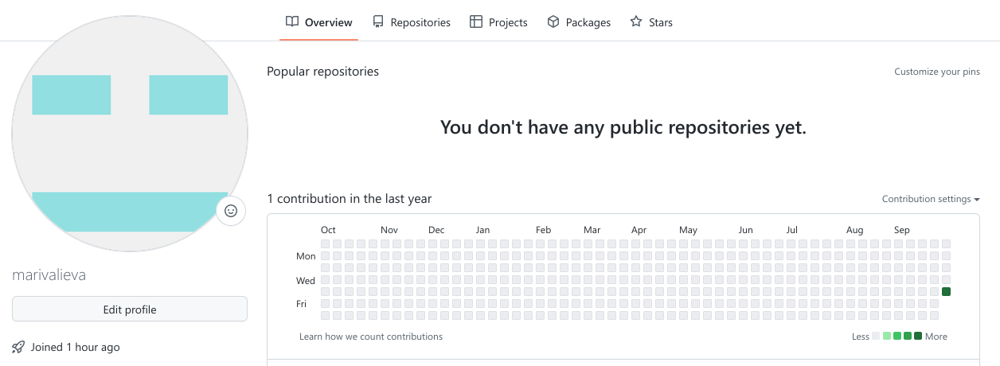 Overview Repositories Projects Packages Stars
Popular repositories Customize your pins
You don't have any public repositories yet.
1 contribution in the last year Contribution settings
Oct Nov Dec Jan Feb Mar Apr May Jun Jul Aug Sep
Mon
Wed
Fri
Learn how we count contributions Less More
marivalieva
Edit profile
Joined 1 hour ago